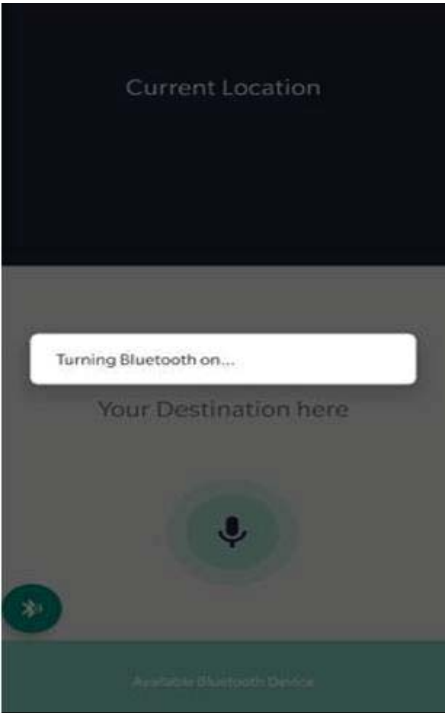 Current Location
Turning Bluetooth on...
Your Destination here
Available Bluetooth Device